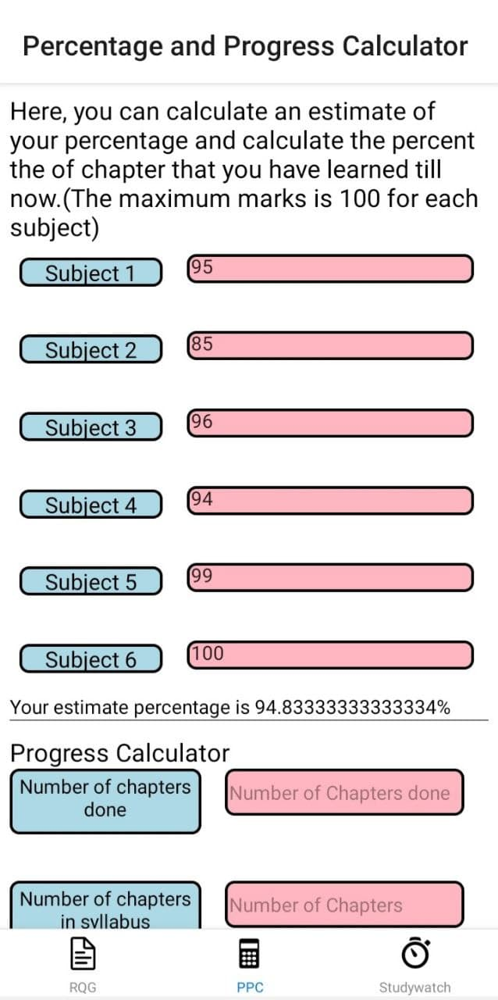 Percentage and Progress Calculator
Here, you can calculate an estimate of
your percentage and calculate the percent
the of chapter that you have learned till
now.(The maximum marks is 100 for each
subject)
Subject 1 95
Subject 2 85
Subject 3 96
Subject 4 94
Subject 5 99
Subject 6 100
Your estimate percentage is 94.83333333333334%
Progress Calculator
Number of chapters
done
Number of Chapters done
Number of chapters
in syllabus
Number of Chapters
RQG PPC Studywatch